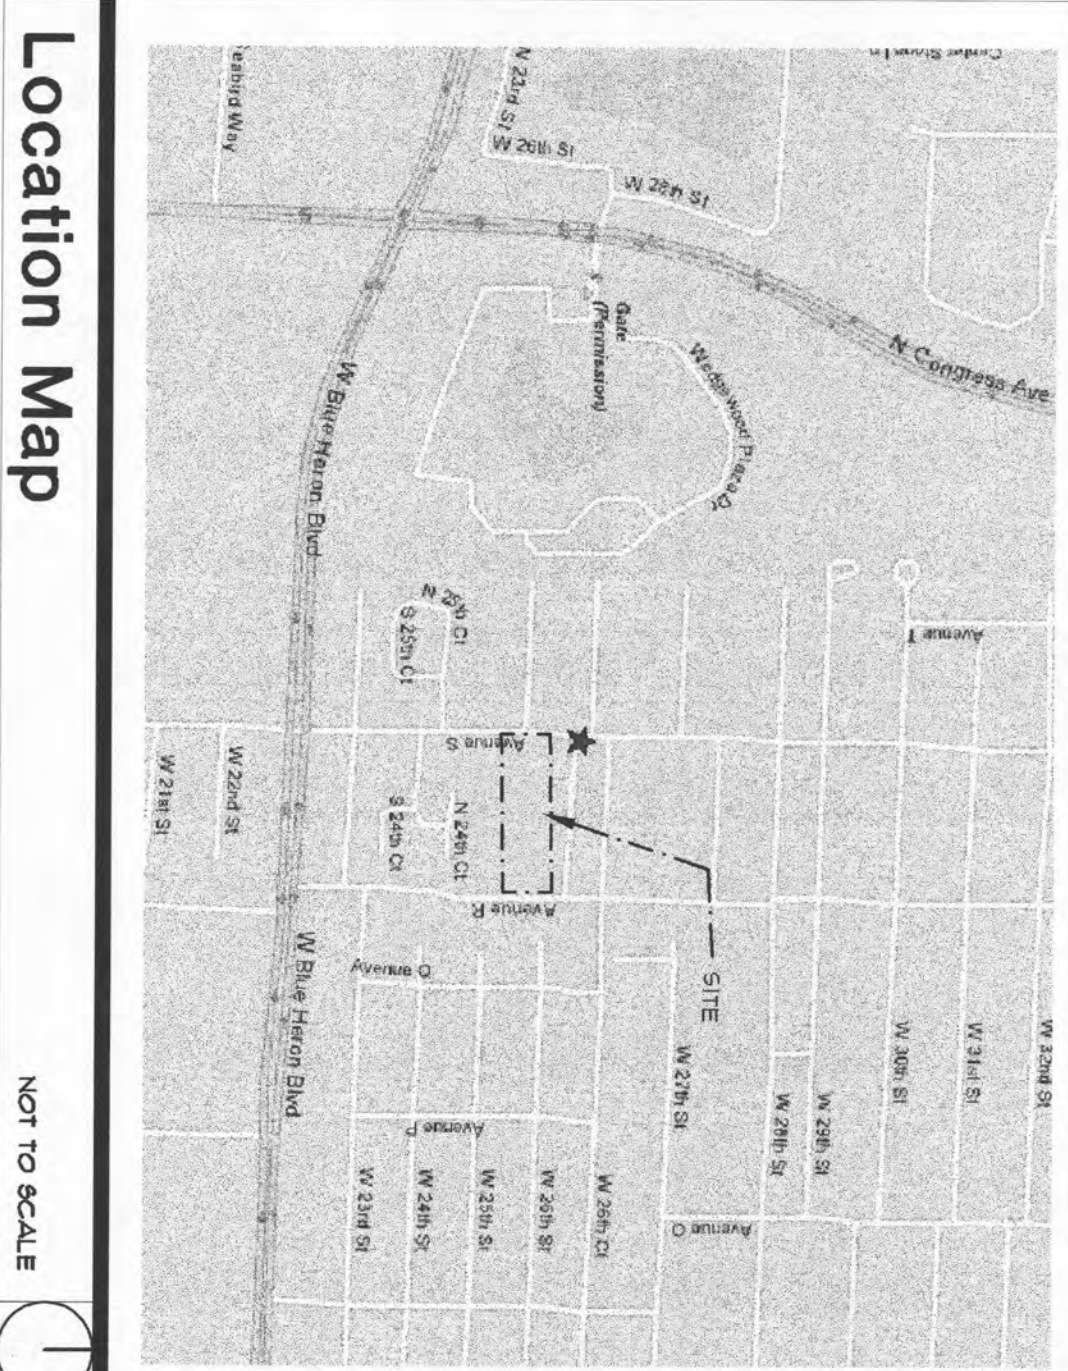 Location Map
NOT TO SCALE
N Congress Ave
W 28th St
W 26th St
N 23rd St
Gate
(Permission)
Wedgewood Plaza Dr
W Blue Heron Blvd
N 25th Ct
S 25th Ct
Avenue T
Avenue S
W 21st St
W 22nd St
S 24th Ct
N 24th Ct
Avenue R
SITE
W Blue Heron Blvd
Avenue Q
Avenue P
Avenue O
W 32nd St
W 31st St
W 30th St
W 29th St
W 28th St
W 27th St
W 26th Ct
W 26th St
W 25th St
W 24th St
W 23rd St